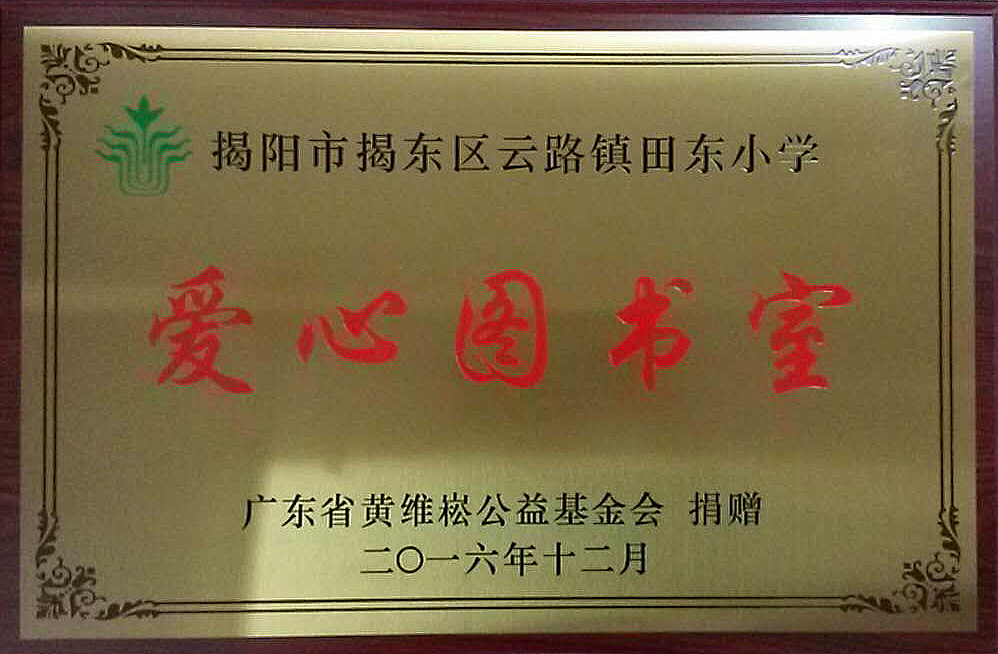 揭阳市揭东区云路镇田东小学
爱心图书室
广东省黄维崧公益基金会 捐赠
二〇一六年十二月